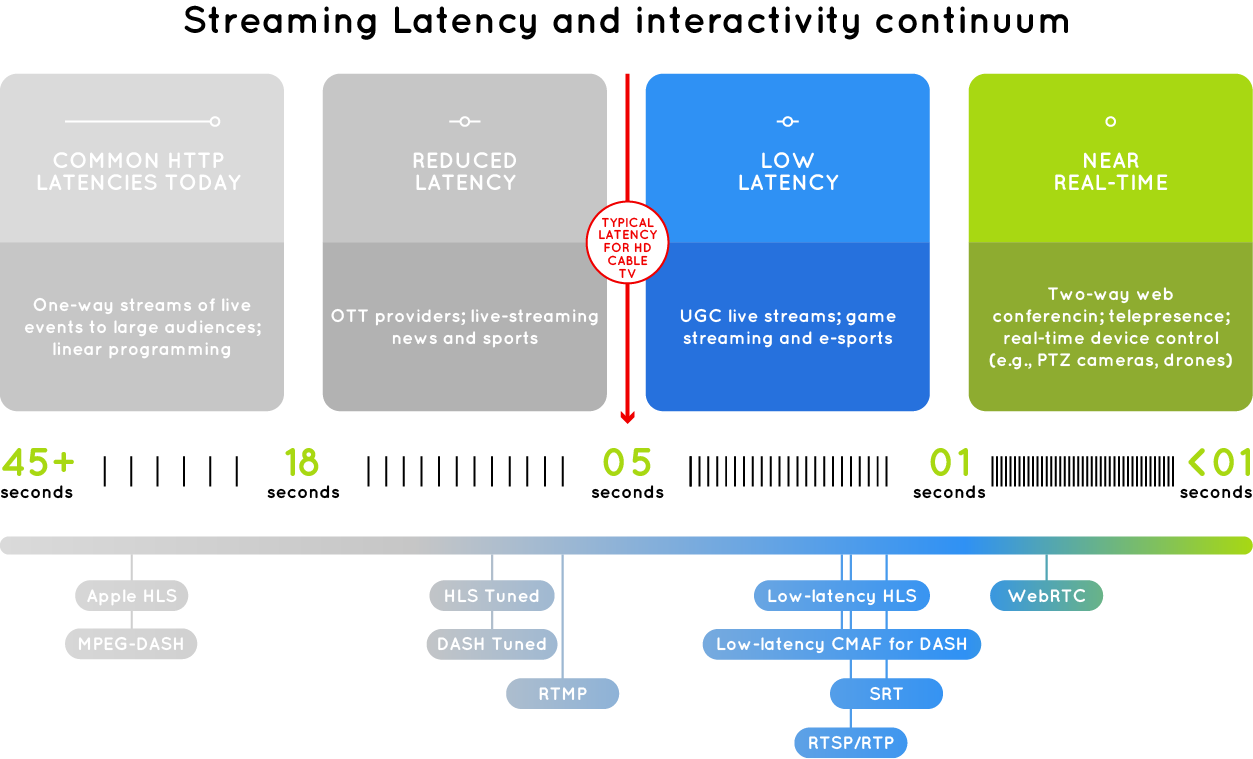 Streaming Latency and interactivity continuum
COMMON HTTP
LATENCIES TODAY
One-way streams of live
events to large audiences;
linear programming
REDUCED
LATENCY
OTT providers; live-streaming
news and sports
TYPICAL
LATENCY
FOR HD
CABLE
TV
LOW
LATENCY
UGC live streams; game
streaming and e-sports
NEAR
REAL-TIME
Two-way web
conferencin; telepresence;
real-time device control
(e.g., PTZ cameras, drones)
45+
seconds
18
seconds
05
seconds
01
seconds
<01
seconds
Apple HLS
MPEG-DASH
HLS Tuned
DASH Tuned
RTMP
Low-latency HLS
Low-latency CMAF for DASH
SRT
RTSP/RTP
WebRTC